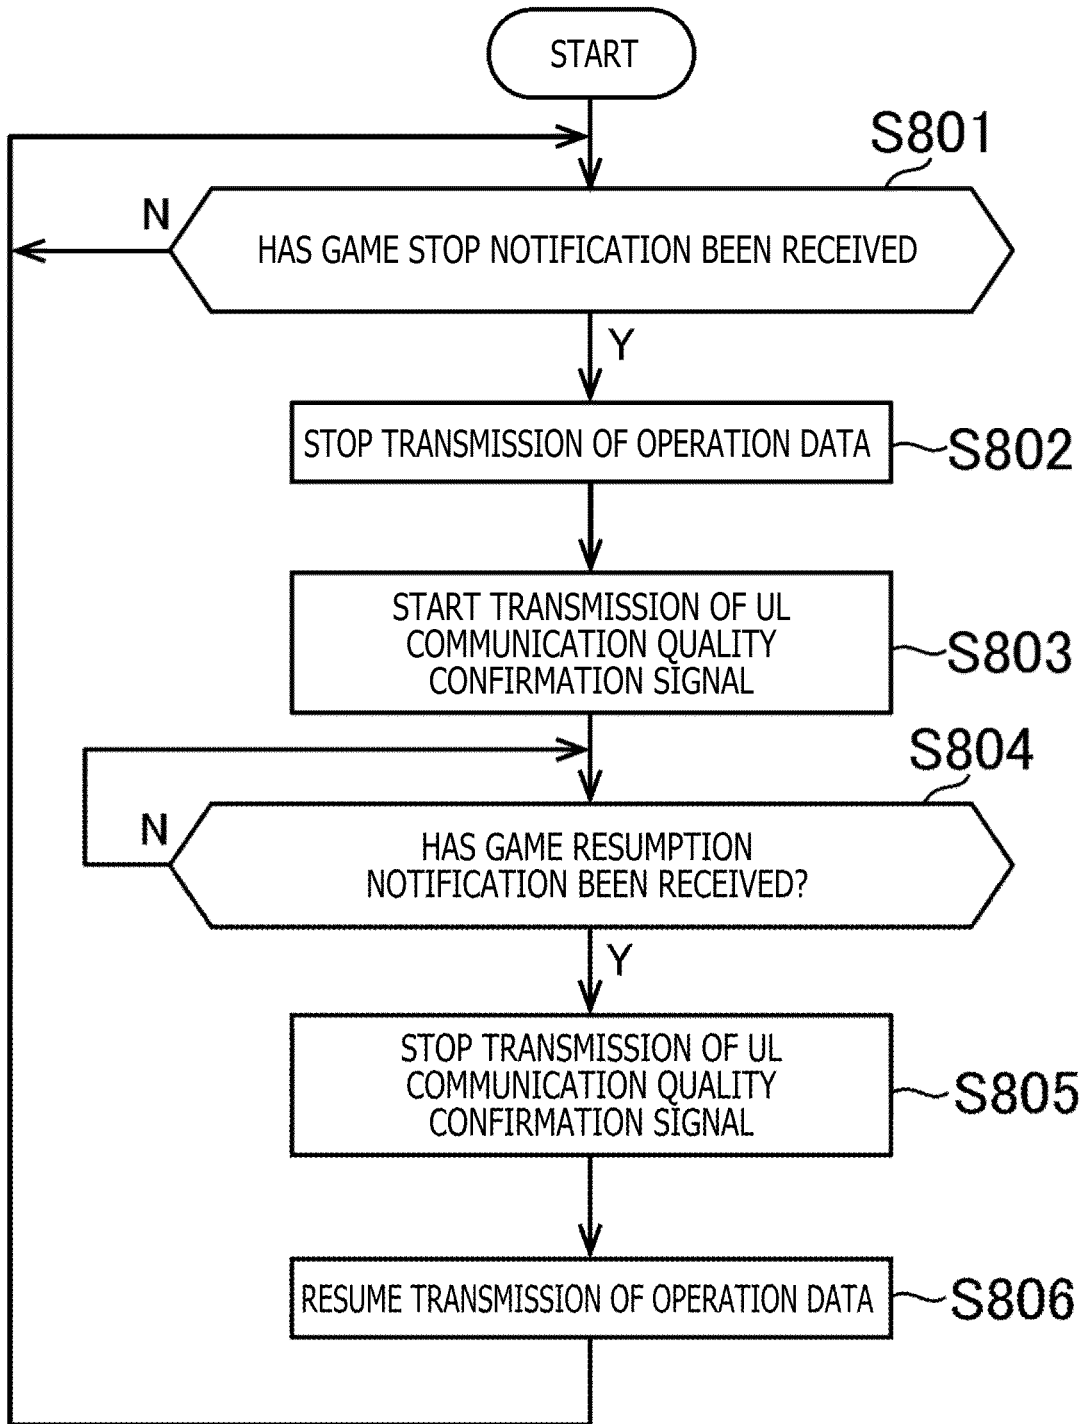 START
S801
N
HAS GAME STOP NOTIFICATION BEEN RECEIVED
Y
STOP TRANSMISSION OF OPERATION DATA
S802
START TRANSMISSION OF UL
COMMUNICATION QUALITY
CONFIRMATION SIGNAL
S803
S804
N
HAS GAME RESUMPTION
NOTIFICATION BEEN RECEIVED?
Y
STOP TRANSMISSION OF UL
COMMUNICATION QUALITY
CONFIRMATION SIGNAL
S805
RESUME TRANSMISSION OF OPERATION DATA
S806